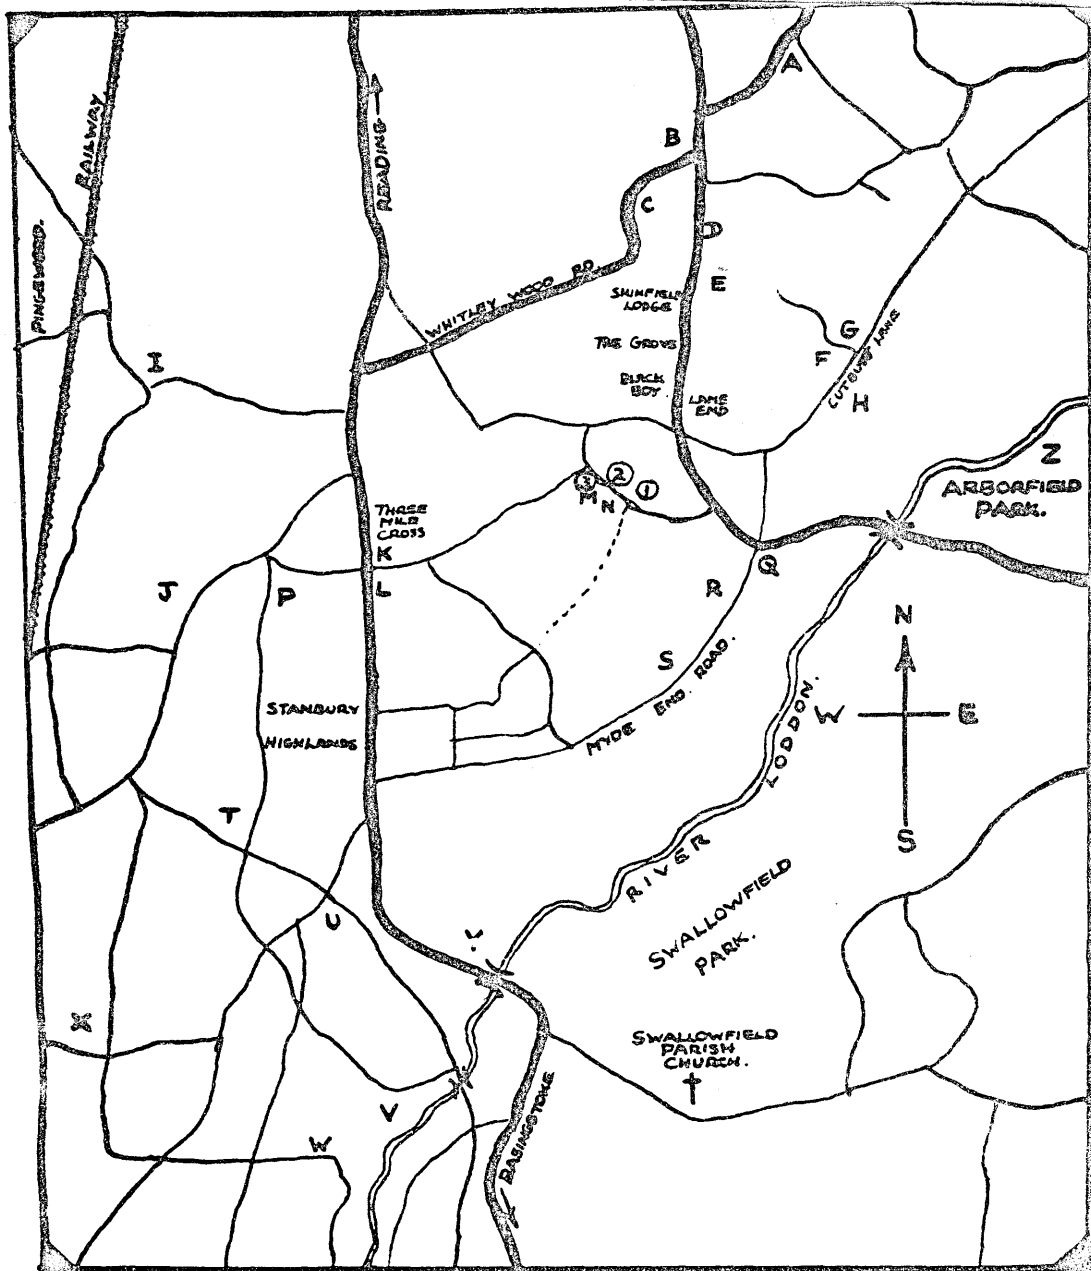 A
RAILWAY
READING
B
C
D
PINGEWOOD.
WHITLEY WOOD RD.
SHINFIELD
LODGE
E
THE GROVE
G
F
CUTBUSH LANE
H
I
BLACK
BOY
LANE
END
Z
ARBORFIELD
PARK.
3
2
1
M
N
THREE
MILE
CROSS
K
L
J
P
Q
R
S
N
W
E
S
STANBURY
HIGHLANDS
HYDE END ROAD.
RIVER LODDON.
T
U
Y.
SWALLOWFIELD
PARK.
X
SWALLOWFIELD
PARISH
CHURCH.
V
W
BASINGSTOKE